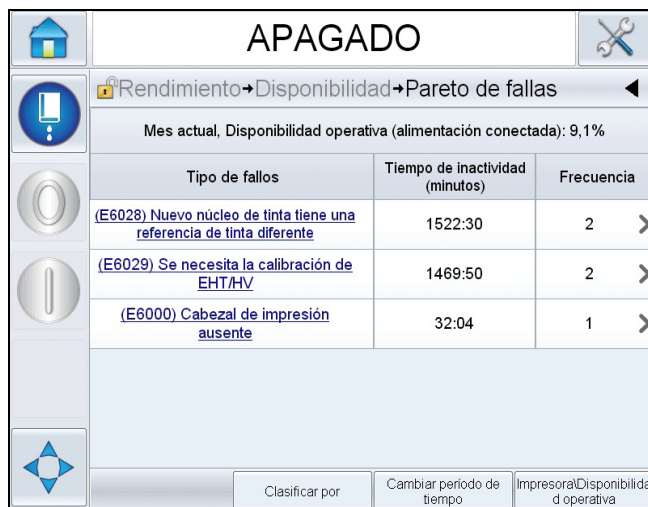 APAGADO
Rendimiento→Disponibilidad→Pareto de fallas
Mes actual, Disponibilidad operativa (alimentación conectada): 9,1%
Tipo de fallos
Tiempo de inactividad
(minutos)
Frecuencia
(E6028) Nuevo núcleo de tinta tiene una
referencia de tinta diferente
1522:30
2
(E6029) Se necesita la calibración de
EHT/HV
1469:50
2
(E6000) Cabezal de impresión
ausente
32:04
1
Clasificar por
Cambiar período de
tiempo
Impresora\Disponibilida
d operativa